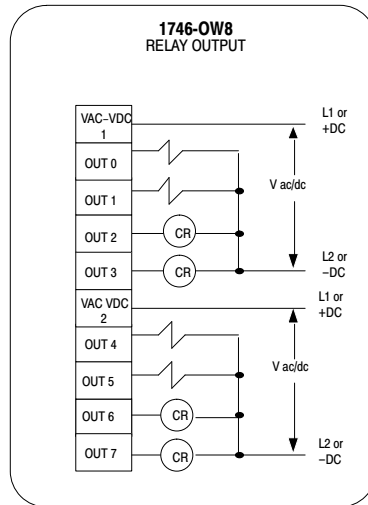 1746-OW8
RELAY OUTPUT
VAC–VDC
1
L1 or
+DC
OUT 0
OUT 1
V ac/dc
OUT 2
CR
OUT 3
CR
L2 or
–DC
VAC VDC
2
L1 or
+DC
OUT 4
OUT 5
V ac/dc
OUT 6
CR
OUT 7
CR
L2 or
–DC